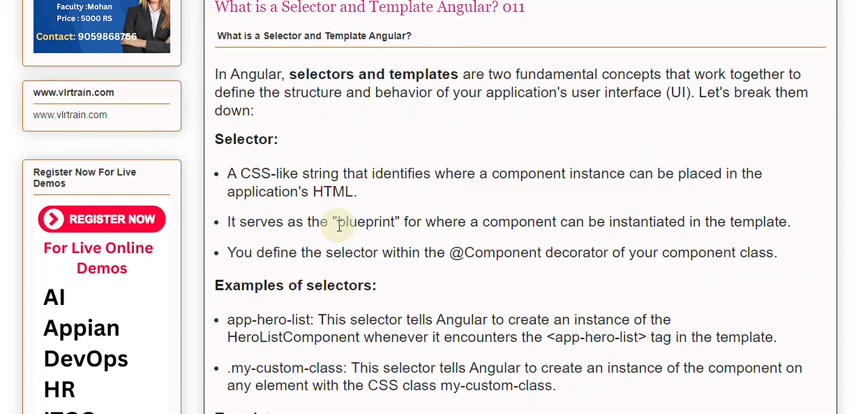 Faculty :Mohan
Price : 5000 RS
Contact: 9059868766
www.vlrtrain.com
www.vlrtrain.com
Register Now For Live
Demos
REGISTER NOW
For Live Online
Demos
AI
Appian
DevOps
HR
What is a Selector and Template Angular? 011
What is a Selector and Template Angular?
In Angular, selectors and templates are two fundamental concepts that work together to
define the structure and behavior of your application's user interface (UI). Let's break them
down:
Selector:
• A CSS-like string that identifies where a component instance can be placed in the
application's HTML.
• It serves as the "blueprint" for where a component can be instantiated in the template.
• You define the selector within the @Component decorator of your component class.
Examples of selectors:
• app-hero-list: This selector tells Angular to create an instance of the
HeroListComponent whenever it encounters the <app-hero-list> tag in the template.
• .my-custom-class: This selector tells Angular to create an instance of the component on
any element with the CSS class my-custom-class.